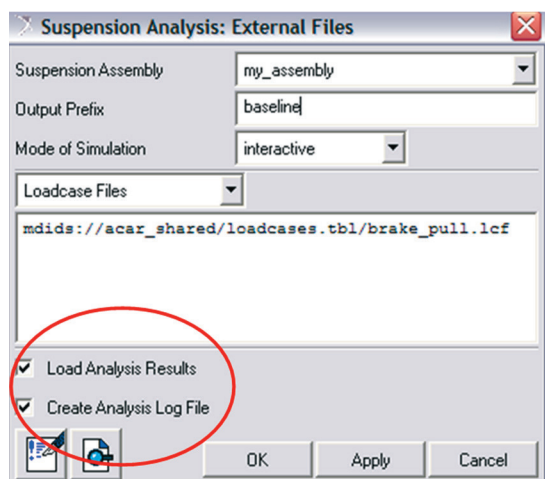 Suspension Analysis: External Files
Suspension Assembly my_assembly
Output Prefix baseline
Mode of Simulation interactive
Loadcase Files
mdids://acar_shared/loadcases.tbl/brake_pull.lcf
Load Analysis Results
Create Analysis Log File
OK Apply Cancel